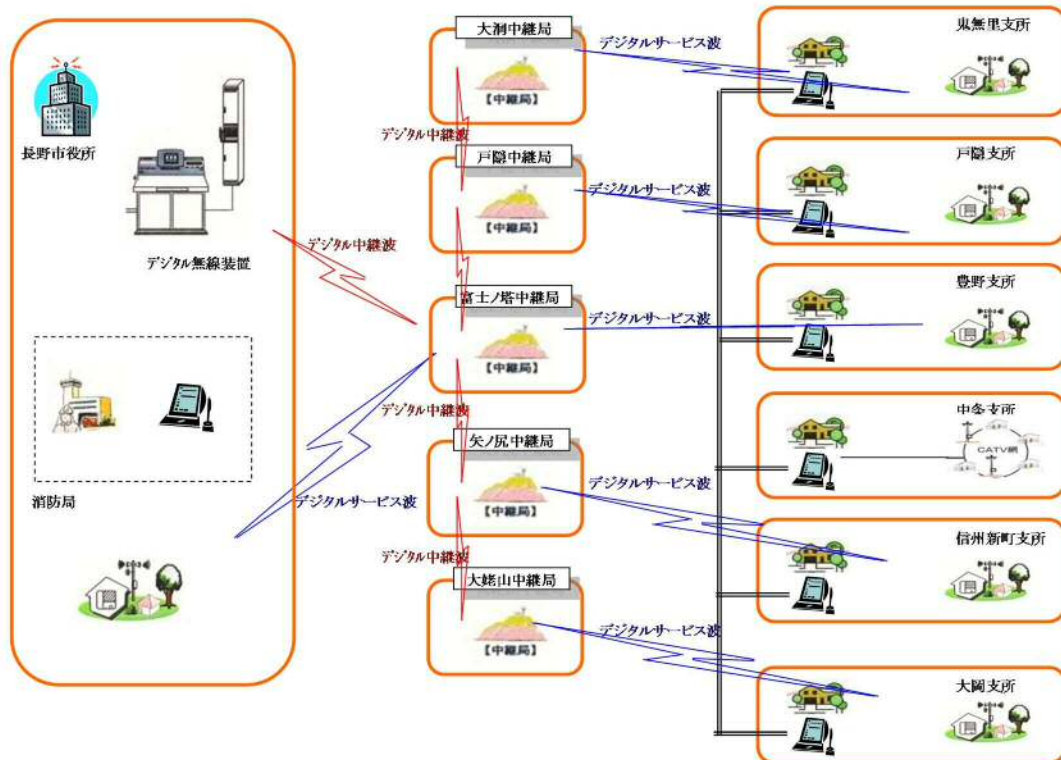 長野市役所
デジタル無線装置
消防局
デジタル中継波
デジタルサービス波
大洞中継局
【中継局】
デジタル中継波
戸隠中継局
【中継局】
富士ノ塔中継局
【中継局】
デジタル中継波
矢ノ尻中継局
【中継局】
デジタル中継波
大姥山中継局
【中継局】
デジタルサービス波
デジタルサービス波
デジタルサービス波
デジタルサービス波
デジタルサービス波
鬼無里支所
戸隠支所
豊野支所
中条支所
CATV網
信州新町支所
大岡支所